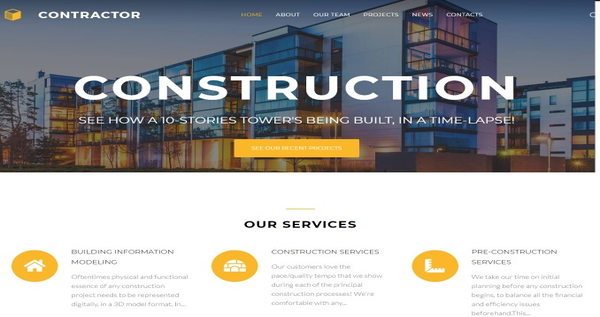 CONTRACTOR
HOME ABOUT OUR TEAM PROJECTS NEWS CONTACTS
CONSTRUCTION
SEE HOW A 10-STORIES TOWER'S BEING BUILT, IN A TIME-LAPSE!
SEE OUR RECENT PROJECTS
OUR SERVICES
BUILDING INFORMATION
MODELING
Oftentimes physical and functional
essence of any construction
project needs to be represented
digitally, in a 3D model format. In...
CONSTRUCTION SERVICES
Our customers love the
pace/quality tempo that we show
during each of the principal
construction processes! We're
comfortable with any...
PRE-CONSTRUCTION
SERVICES
We take our time on initial
planning before any construction
begins, to balance all the financial
and efficiency issues
beforehand.This...